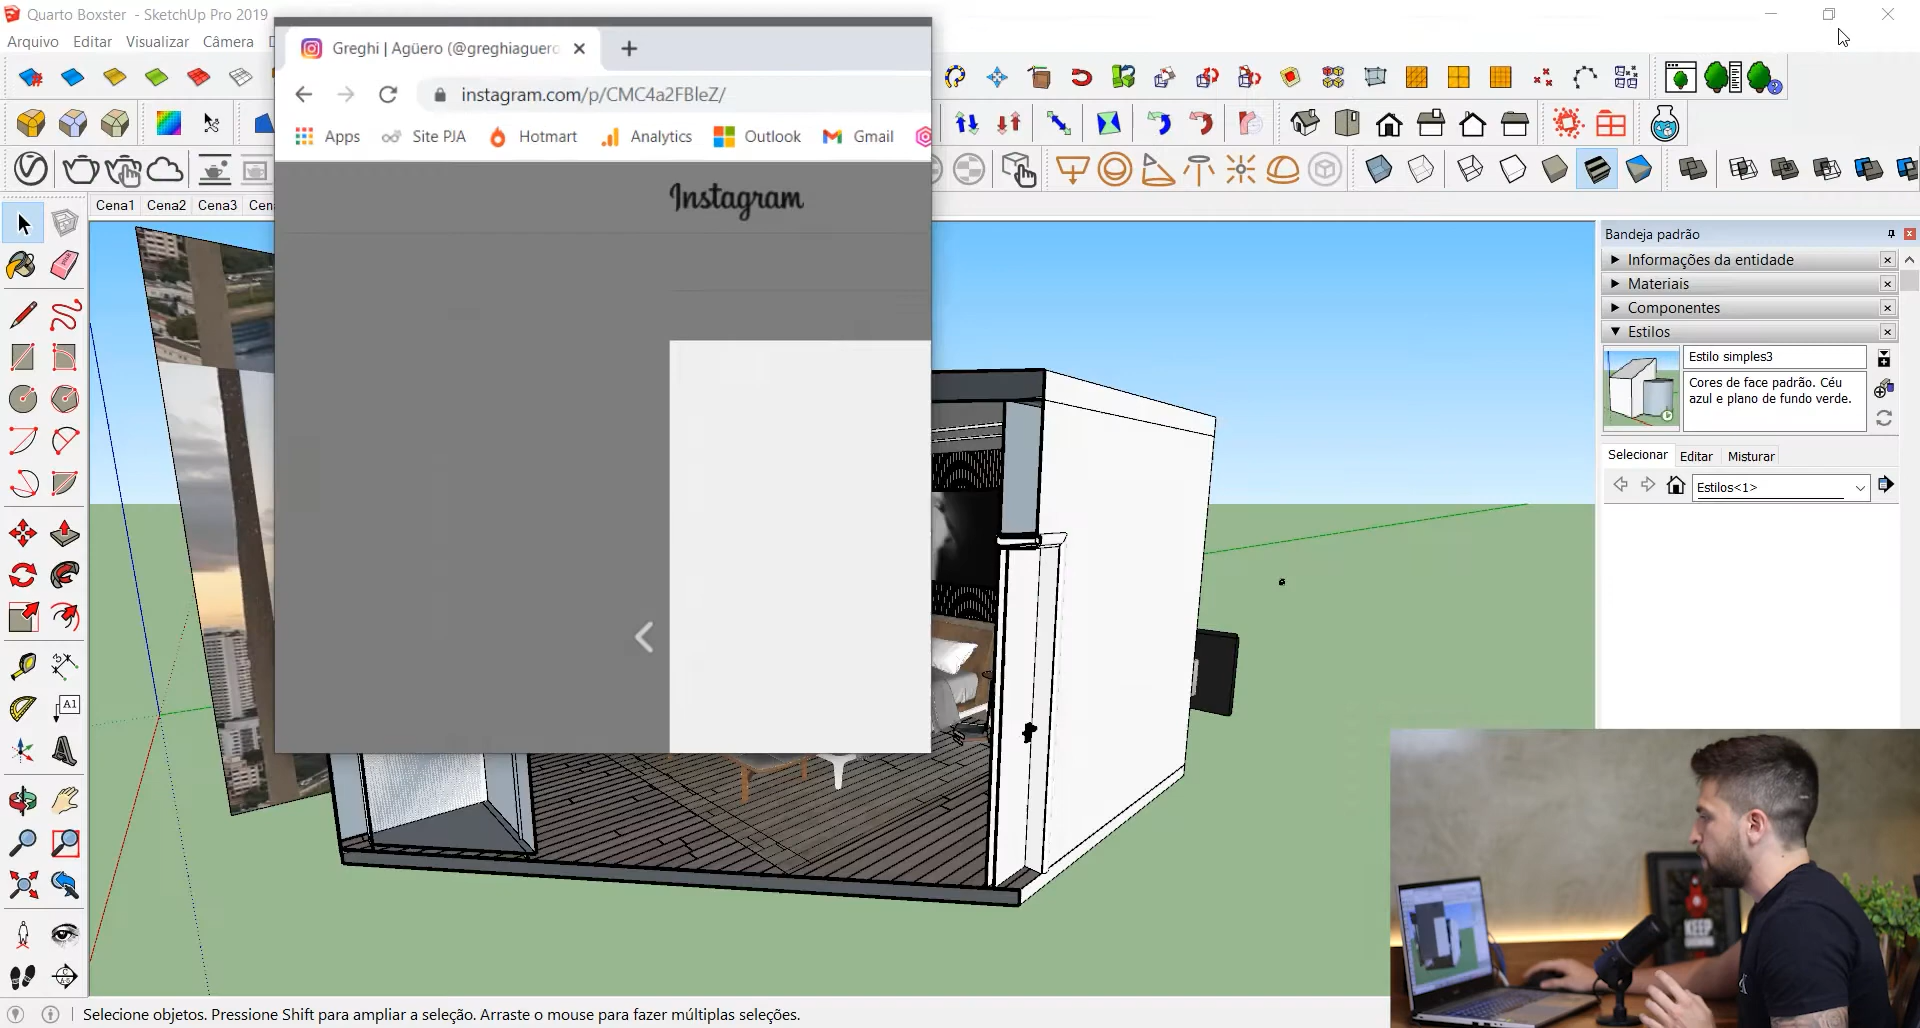 Quarto Boxster - SketchUp Pro 2019
Arquivo Editar Visualizar Câmera
Greghi | Agüero (@greghiaguero
instagram.com/p/CMC4a2FBleZ/
Apps Site PJA Hotmart Analytics Outlook Gmail
Instagram
Cena1 Cena2 Cena3
A1
Bandeja padrão
Informações da entidade
Materiais
Componentes
Estilos
Estilo simples3
Cores de face padrão. Céu
azul e plano de fundo verde.
Selecionar Editar Misturar
Estilos<1>
KEEP
Selecione objetos. Pressione Shift para ampliar a seleção. Arraste o mouse para fazer múltiplas seleções.